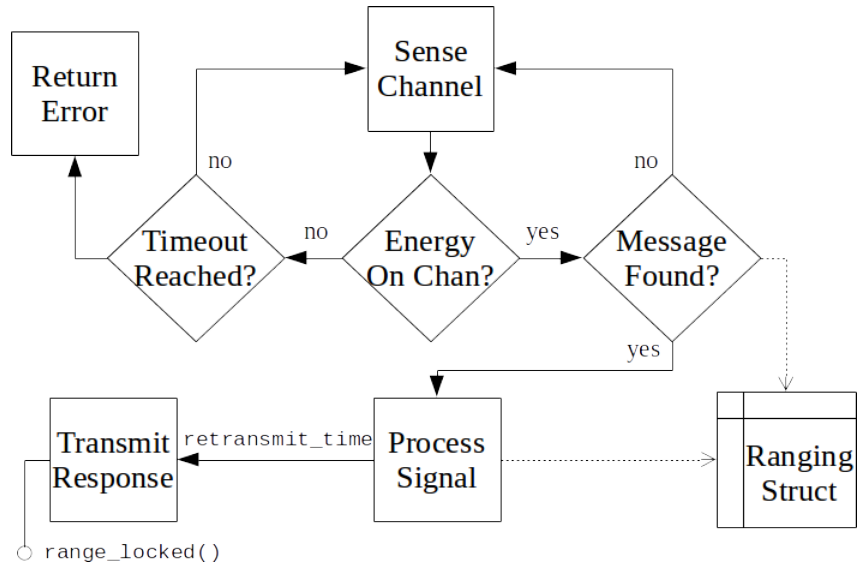 Sense
Channel
Return
Error
no
no
Timeout
Reached?
no
Energy
On Chan?
yes
Message
Found?
yes
Transmit
Response
retransmit_time
Process
Signal
Ranging
Struct
range_locked()